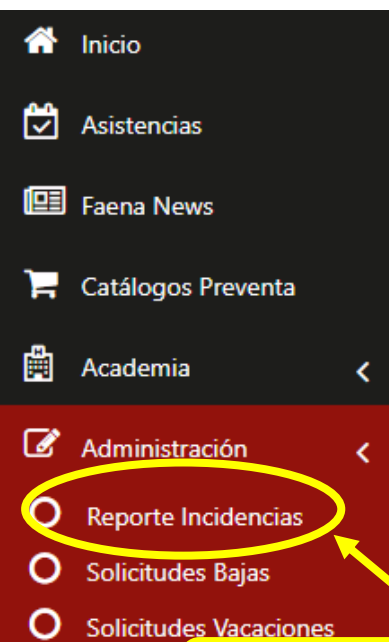 Inicio
Asistencias
Faena News
Catálogos Preventa
Academia
Administración
Reporte Incidencias
Solicitudes Bajas
Solicitudes Vacaciones